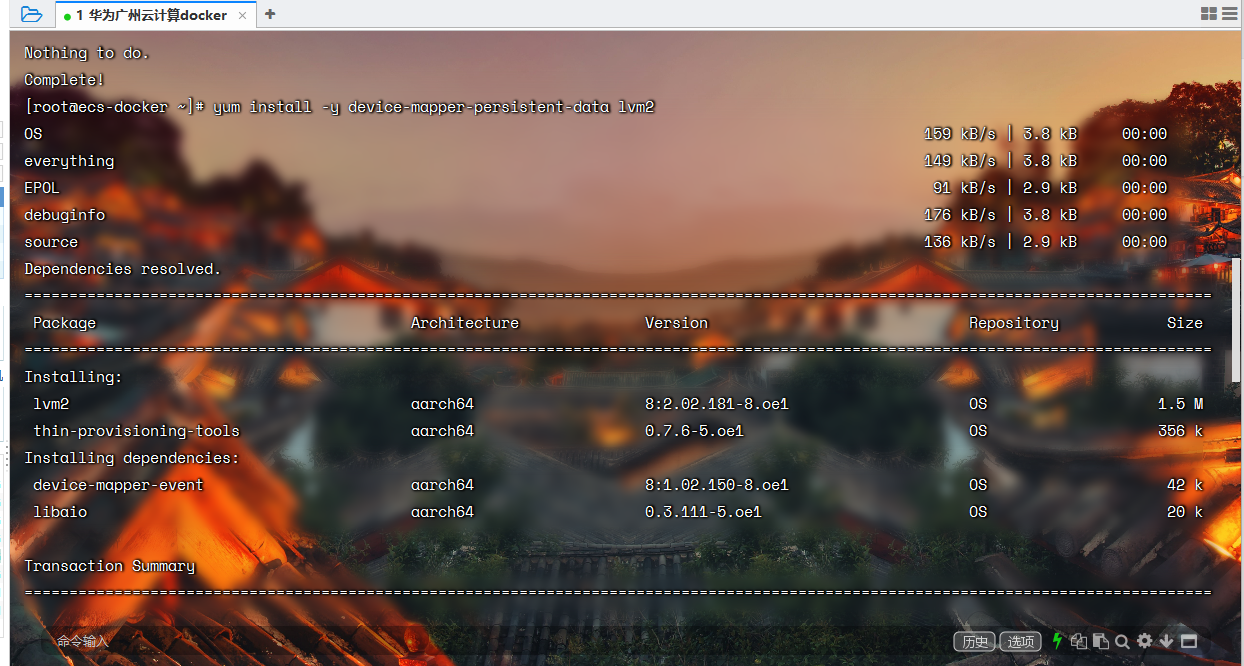 1 华为广州云计算docker × +
Nothing to do.
Complete!
[root@ecs-docker ~]# yum install -y device-mapper-persistent-data lvm2
OS 159 kB/s | 3.8 kB 00:00
everything 149 kB/s | 3.8 kB 00:00
EPOL 91 kB/s | 2.9 kB 00:00
debuginfo 176 kB/s | 3.8 kB 00:00
source 136 kB/s | 2.9 kB 00:00
Dependencies resolved.
Package Architecture Version Repository Size
Installing:
lvm2 aarch64 8:2.02.181-8.oe1 OS 1.5 M
thin-provisioning-tools aarch64 0.7.6-5.oe1 OS 356 k
Installing dependencies:
device-mapper-event aarch64 8:1.02.150-8.oe1 OS 42 k
libaio aarch64 0.3.111-5.oe1 OS 20 k
Transaction Summary
命令输入 历史 选项